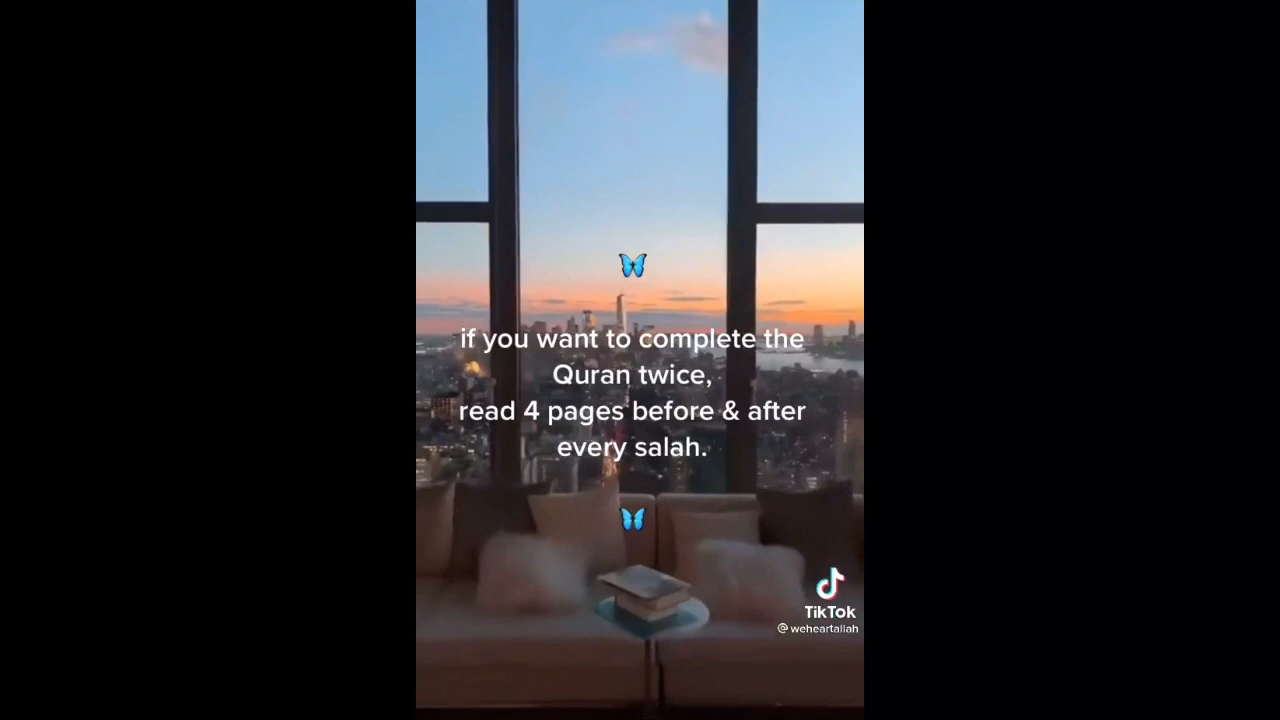 🦋
if you want to complete the
Quran twice,
read 4 pages before & after
every salah.
🦋
TikTok
@weheartallah